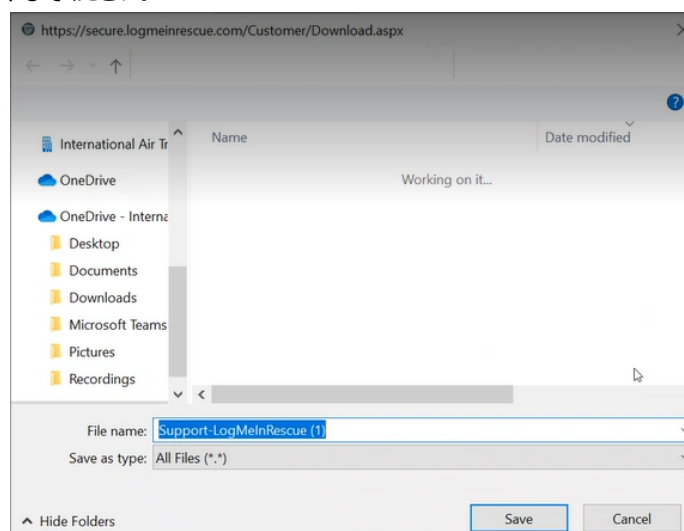 https://secure.logmeinrescue.com/Customer/Download.aspx
Name
Date modified
International Air Tr
Working on it...
OneDrive
OneDrive - Interna
Desktop
Documents
Downloads
Microsoft Teams
Pictures
Recordings
File name: Support-LogMeInRescue (1)
Save as type: All Files (*.*)
Hide Folders
Save
Cancel